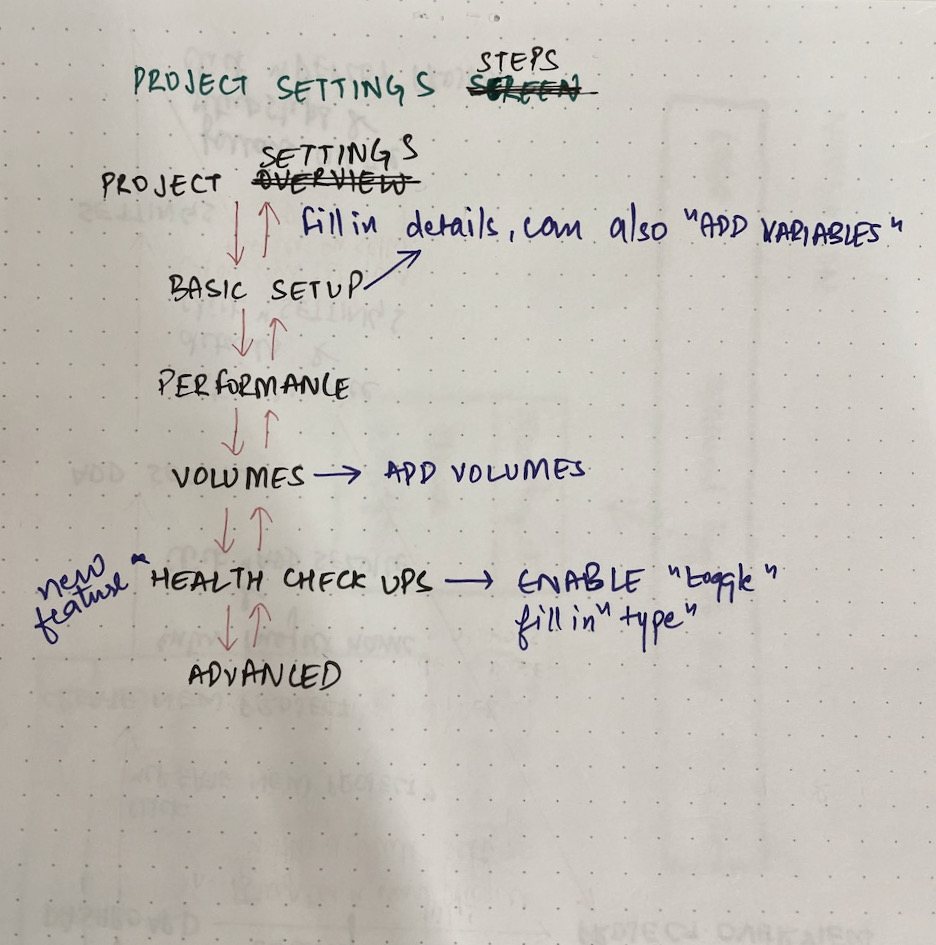 STEPS
PROJECT SETTINGS SCREEN
SETTINGS
PROJECT OVERVIEW
fill in details, can also "ADD VARIABLES"
BASIC SETUP
PERFORMANCE
VOLUMES → ADD VOLUMES
new feature * HEALTH CHECK UPS → ENABLE "toggle"
fill in "type"
ADVANCED